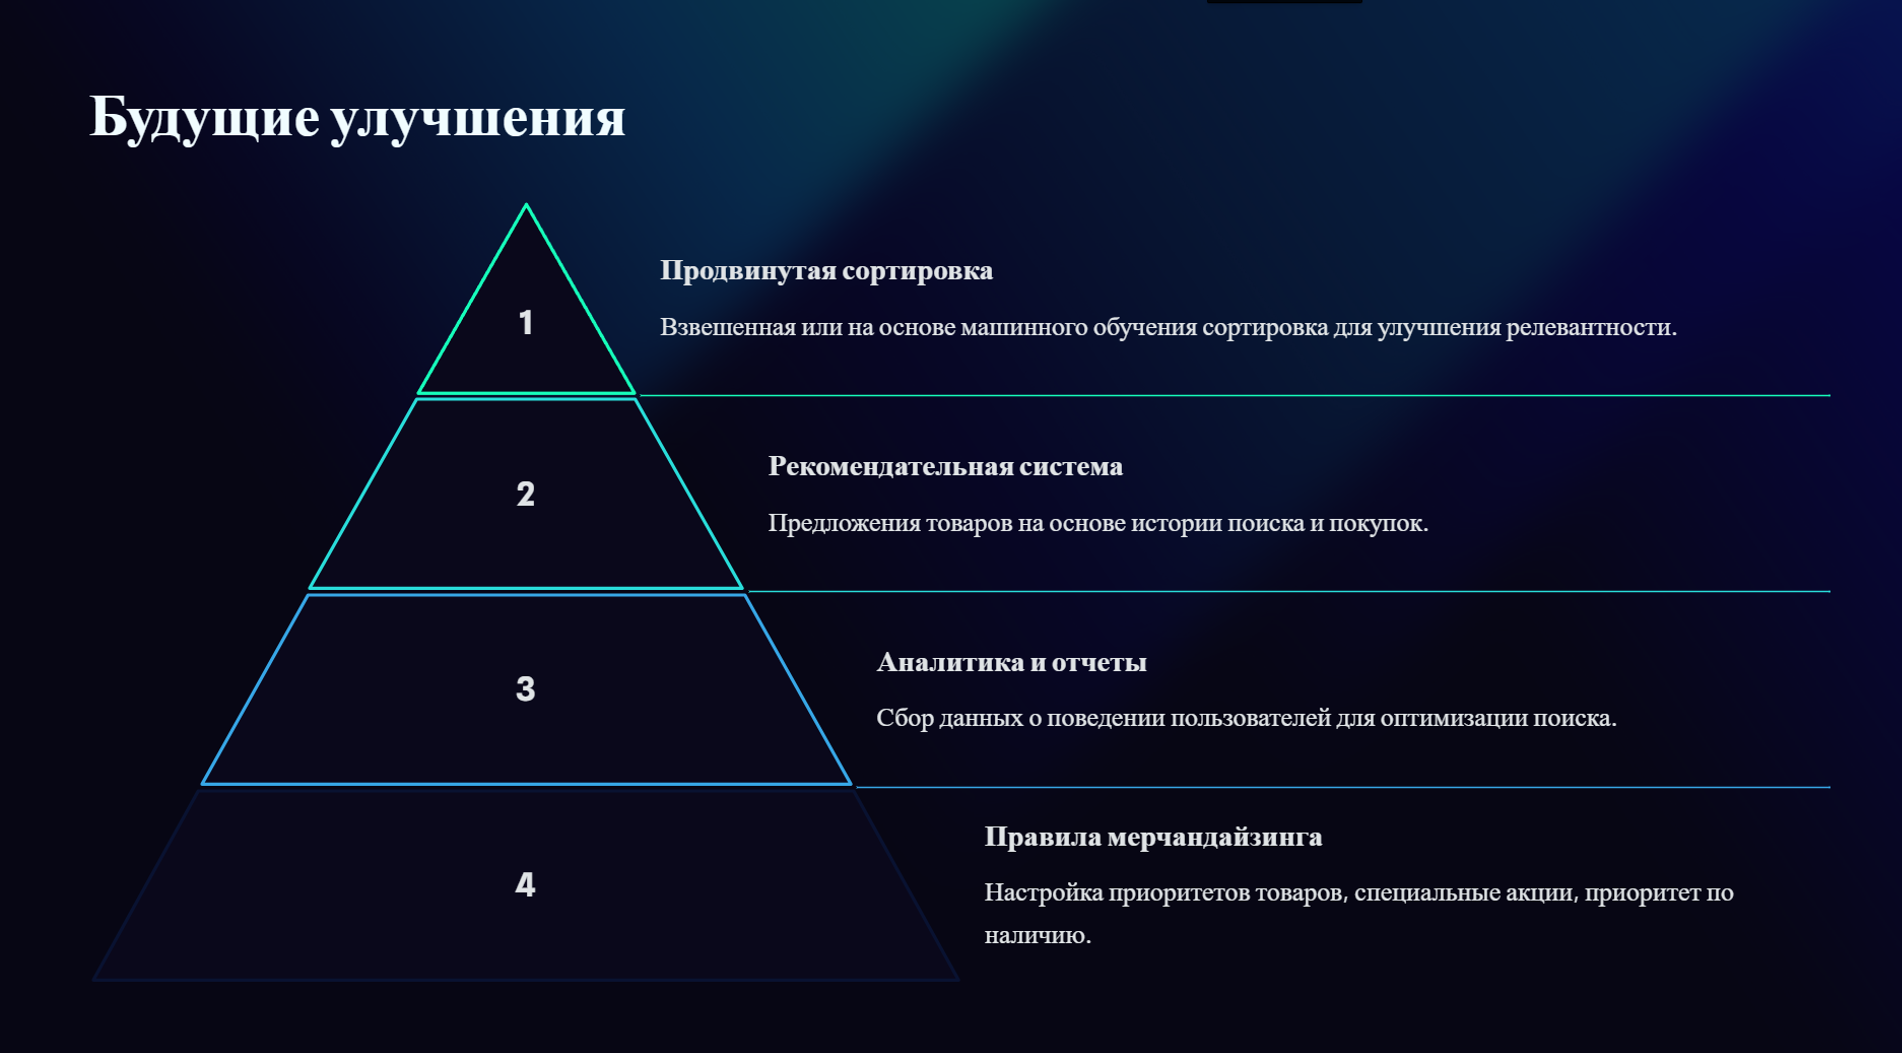 Будущие улучшения
1
Продвинутая сортировка
Взвешенная или на основе машинного обучения сортировка для улучшения релевантности.
2
Рекомендательная система
Предложения товаров на основе истории поиска и покупок.
3
Аналитика и отчеты
Сбор данных о поведении пользователей для оптимизации поиска.
4
Правила мерчандайзинга
Настройка приоритетов товаров, специальные акции, приоритет по
наличию.